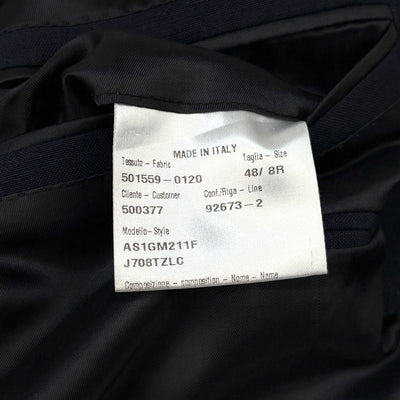 MADE IN ITALY
Tessuto - Fabric Taglia - Size
501559-0120 48/ 8R
Cliente - Customer Conf./Riga - Line
500377 92673-2
Modello-Style
AS1GM211F
J708TZLC
Composizione - composition - Nome - Name